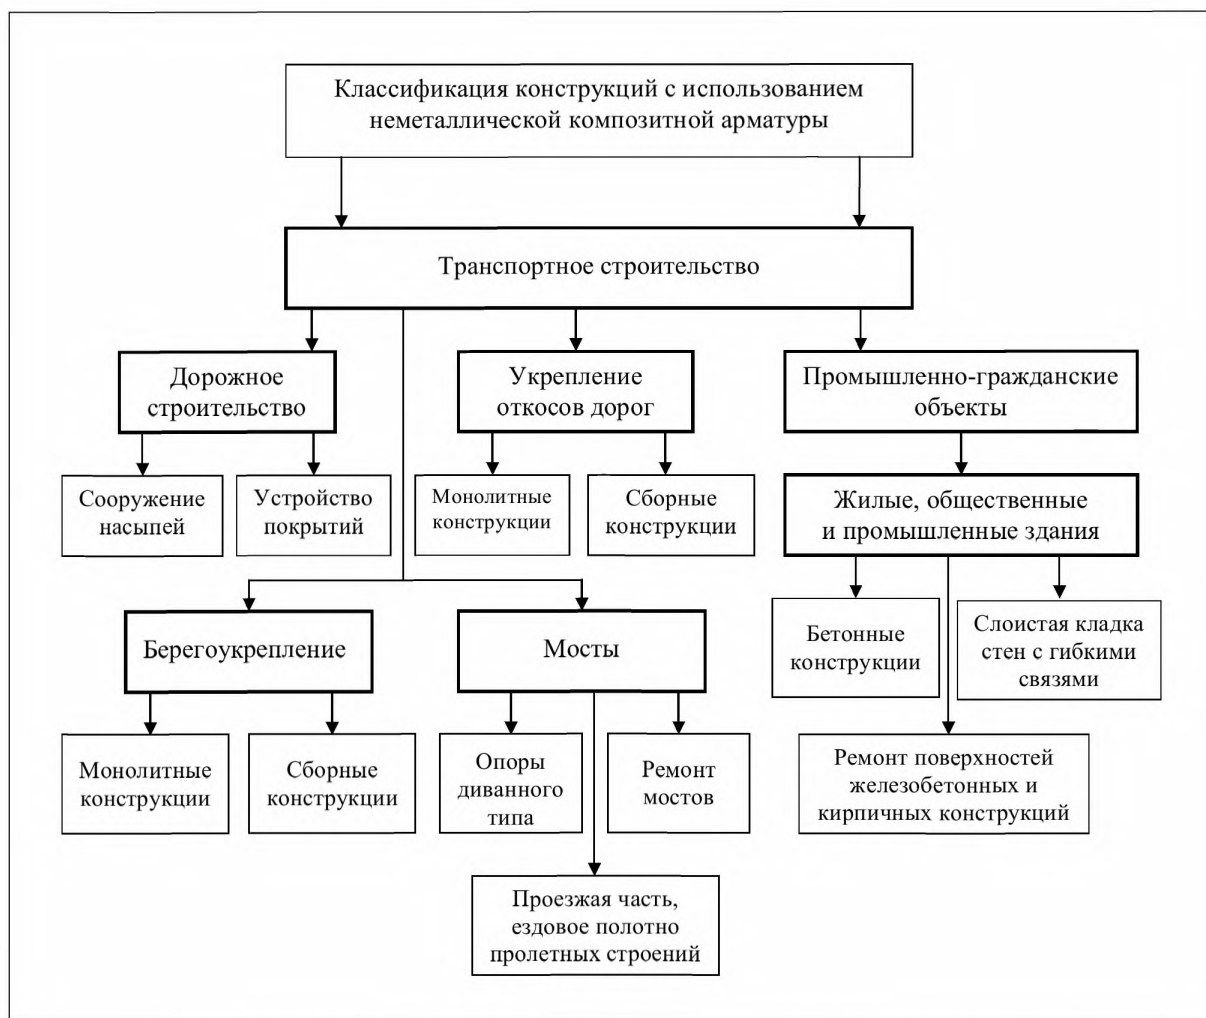 Классификация конструкций с использованием
неметаллической композитной арматуры
Транспортное строительство
Дорожное
строительство
Укрепление
откосов дорог
Промышленно-гражданские
объекты
Сооружение
насыпей
Устройство
покрытий
Монолитные
конструкции
Сборные
конструкции
Жилые, общественные
и промышленные здания
Берегоукрепление
Мосты
Бетонные
конструкции
Слоистая кладка
стен с гибкими
связями
Монолитные
конструкции
Сборные
конструкции
Опоры
диванного
типа
Ремонт
мостов
Ремонт поверхностей
железобетонных и
кирпичных конструкций
Проезжая часть,
ездовое полотно
пролетных строений